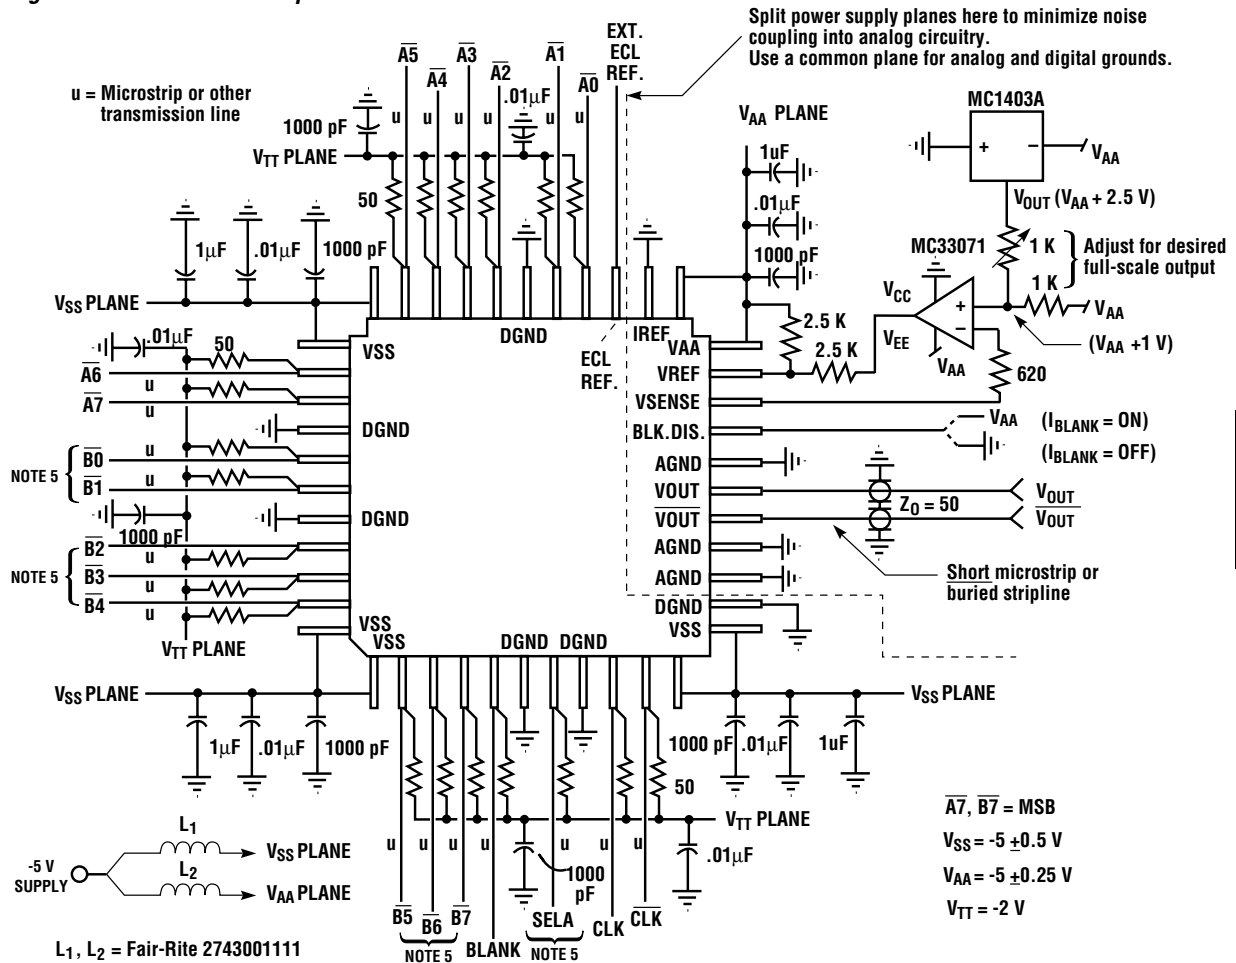 Split power supply planes here to minimize noise
coupling into analog circuitry.
Use a common plane for analog and digital grounds.
EXT.
ECL
REF.
A5
A4
A3
A2
A1
A0
.01µF
u = Microstrip or other
transmission line
1000 pF
u
u
u
u
u
u
VTT PLANE
50
VAA PLANE
1uF
.01µF
1000 pF
MC1403A
+
−
VAA
VOUT (VAA + 2.5 V)
MC33071
1 K
Adjust for desired
full-scale output
1 K
VAA
(VAA +1 V)
VCC
VEE
VAA
+
−
620
2.5 K
2.5 K
1µF
.01µF
1000 pF
VSS PLANE
.01µF
50
A6
u
A7
u
u
B0
NOTE 5
B1
u
1000 pF
B2
u
NOTE 5
B3
u
B4
u
VTT PLANE
VSS
DGND
DGND
VSS
VSS
DGND
ECL
REF.
IREF
VAA
VREF
VSENSE
BLK.DIS.
AGND
VOUT
VOUT
AGND
AGND
DGND
VSS
DGND
DGND
VAA
(IBLANK = ON)
(IBLANK = OFF)
Z0 = 50
VOUT
VOUT
Short microstrip or
buried stripline
VSS PLANE
1µF
.01µF
1000 pF
VSS PLANE
1000 pF
.01µF
1uF
50
VTT PLANE
.01µF
1000
pF
u
u
u
u
u
u
u
B5
B6
B7
BLANK
SELA
CLK
CLK
NOTE 5
NOTE 5
-5 V
SUPPLY
L1
VSS PLANE
L2
VAA PLANE
L1, L2 = Fair-Rite 2743001111
A7, B7 = MSB
VSS = -5 ±0.5 V
VAA = -5 ±0.25 V
VTT = -2 V